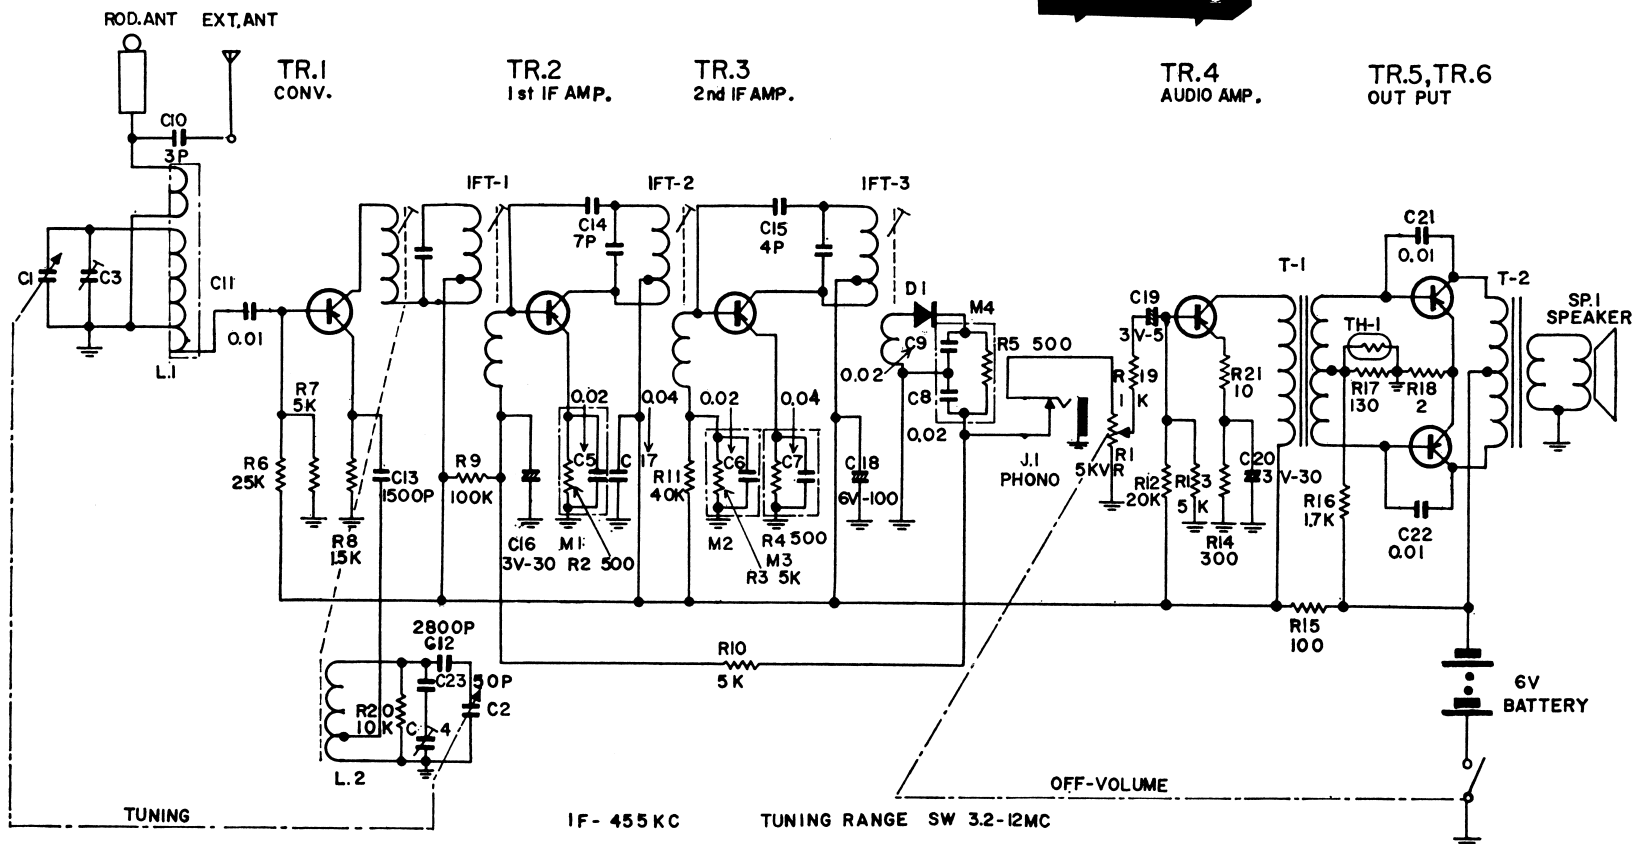 ROD.ANT EXT.ANT
TR.1
CONV.
TR.2
1st IF AMP.
TR.3
2nd IF AMP.
TR.4
AUDIO AMP.
TR.5, TR.6
OUT PUT
C10
3P
IFT-1
IFT-2
IFT-3
C14
7P
C15
4P
C21
0.01
C1
C3
C11
0.01
L.1
D1
M4
C9
0.02
C8
0.02
R5 500
C19
3V-5
T-1
T-2
TH-1
SP.1
SPEAKER
R17
130
R18
2
R21
10
R19
1K
R7
5K
R6
25K
R8
1.5K
C13
1500P
R9
100K
C16
3V-30
0.02
C5
M1
R2 500
0.04
C17
R11
40K
0.02
C6
M2
R3 5K
0.04
C7
R4 500
M3
C18
6V-100
J.1
PHONO
5KVR
R1
R12
20K
R13
5K
R14
300
C20
3V-30
R16
1.7K
C22
0.01
R15
100
2800P
C12
C23 50P
R20
10K
C4
C2
L.2
R10
5K
6V
BATTERY
TUNING
OFF-VOLUME
IF- 455KC TUNING RANGE SW 3.2-12MC